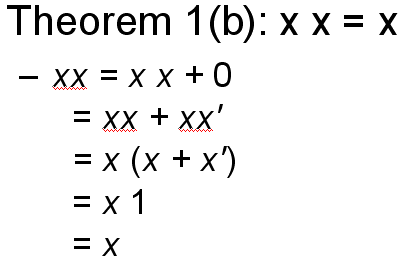 Theorem 1(b): x x = x
– xx = x x + 0
= xx + xx′
= x (x + x′)
= x 1
= x